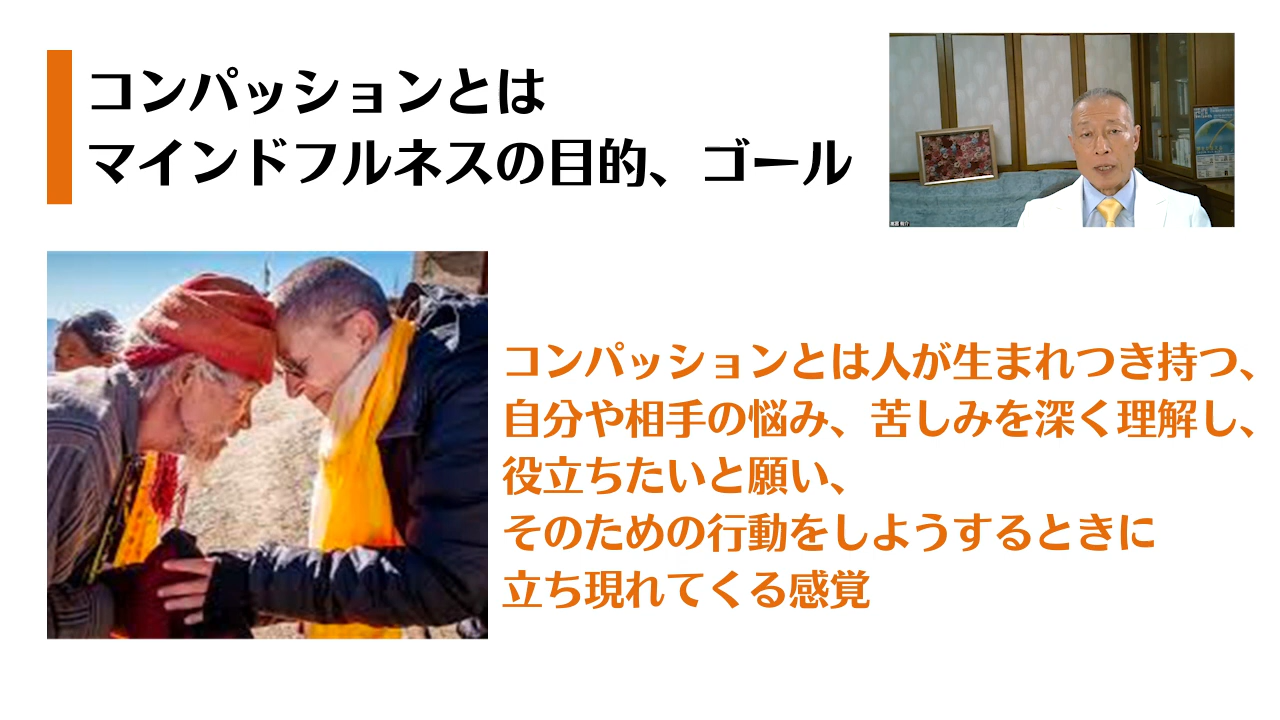 コンパッションとは
マインドフルネスの目的、ゴール
コンパッションとは人が生まれつき持つ、
自分や相手の悩み、苦しみを深く理解し、
役立ちたいと願い、
そのための行動をしようするときに
立ち現れてくる感覚